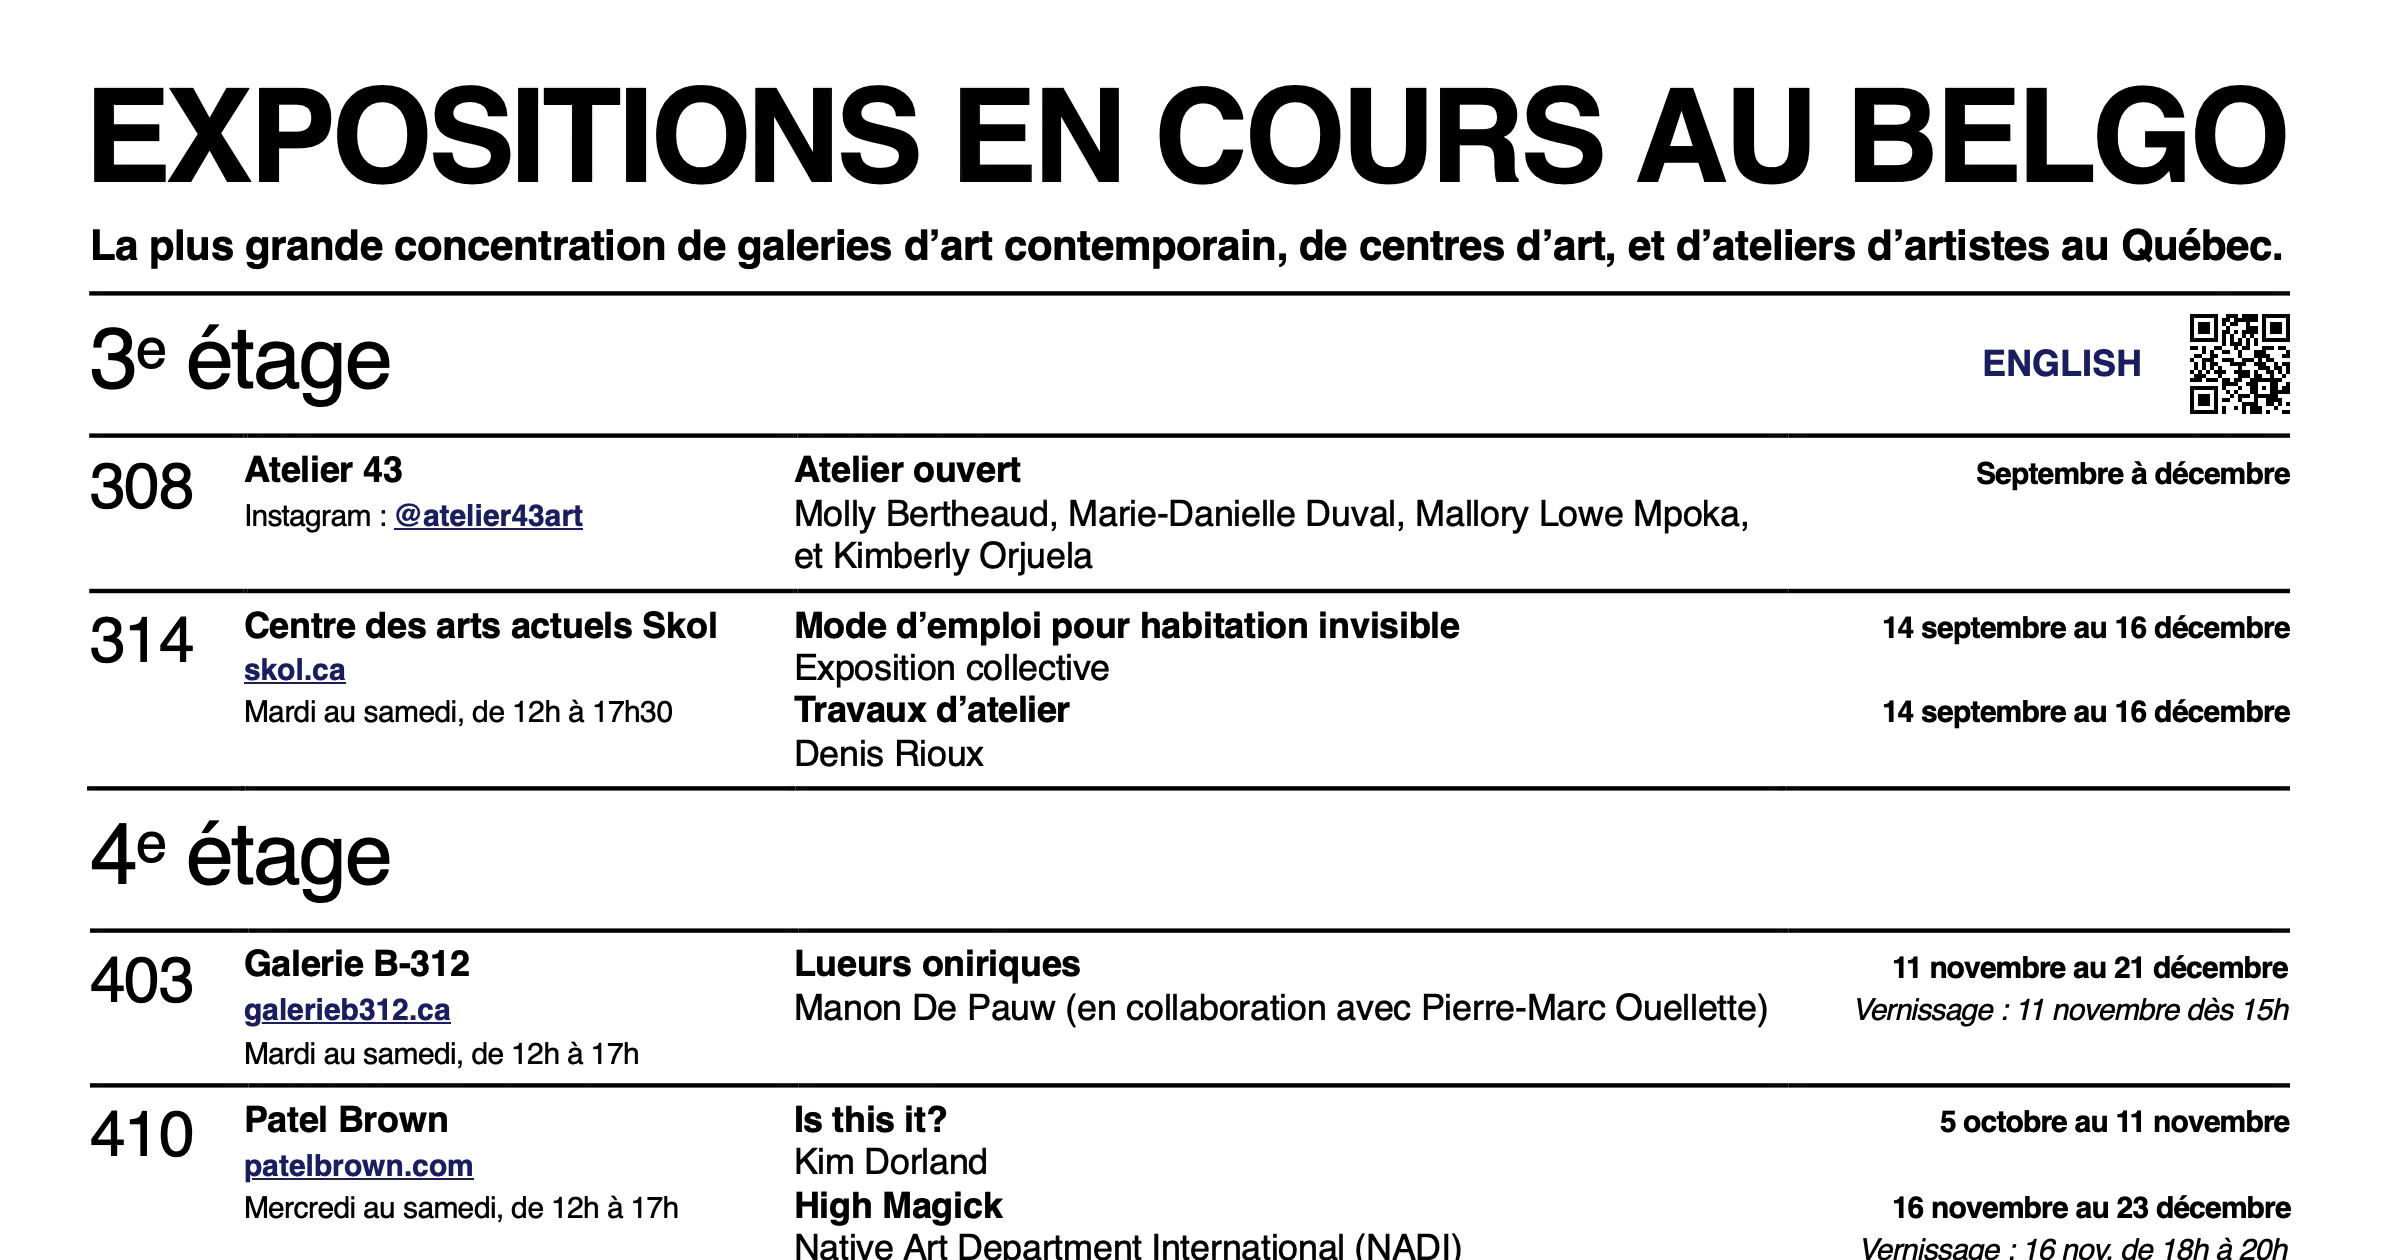 EXPOSITIONS EN COURS AU BELGO
La plus grande concentration de galeries d’art contemporain, de centres d’art, et d’ateliers d’artistes au Québec.
3e étage
ENGLISH
308
Atelier 43
Instagram : @atelier43art
Atelier ouvert
Molly Bertheaud, Marie-Danielle Duval, Mallory Lowe Mpoka,
et Kimberly Orjuela
Septembre à décembre
314
Centre des arts actuels Skol
skol.ca
Mardi au samedi, de 12h à 17h30
Mode d’emploi pour habitation invisible
Exposition collective
14 septembre au 16 décembre
Travaux d’atelier
Denis Rioux
14 septembre au 16 décembre
4e étage
403
Galerie B-312
galerieb312.ca
Mardi au samedi, de 12h à 17h
Lueurs oniriques
Manon De Pauw (en collaboration avec Pierre-Marc Ouellette)
11 novembre au 21 décembre
Vernissage : 11 novembre dès 15h
410
Patel Brown
patelbrown.com
Mercredi au samedi, de 12h à 17h
Is this it?
Kim Dorland
5 octobre au 11 novembre
High Magick
Native Art Department International (NADI)
16 novembre au 23 décembre
Vernissage : 16 nov. de 18h à 20h